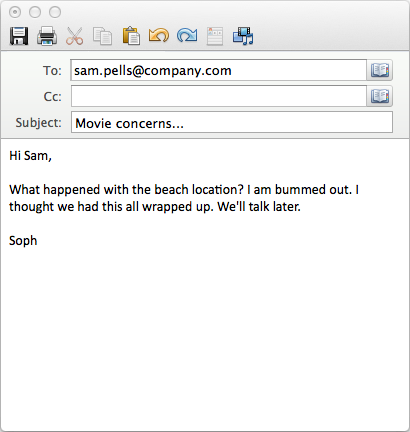 To: sam.pells@company.com
Cc:
Subject: Movie concerns...
Hi Sam,
What happened with the beach location? I am bummed out. I
thought we had this all wrapped up. We'll talk later.
Soph